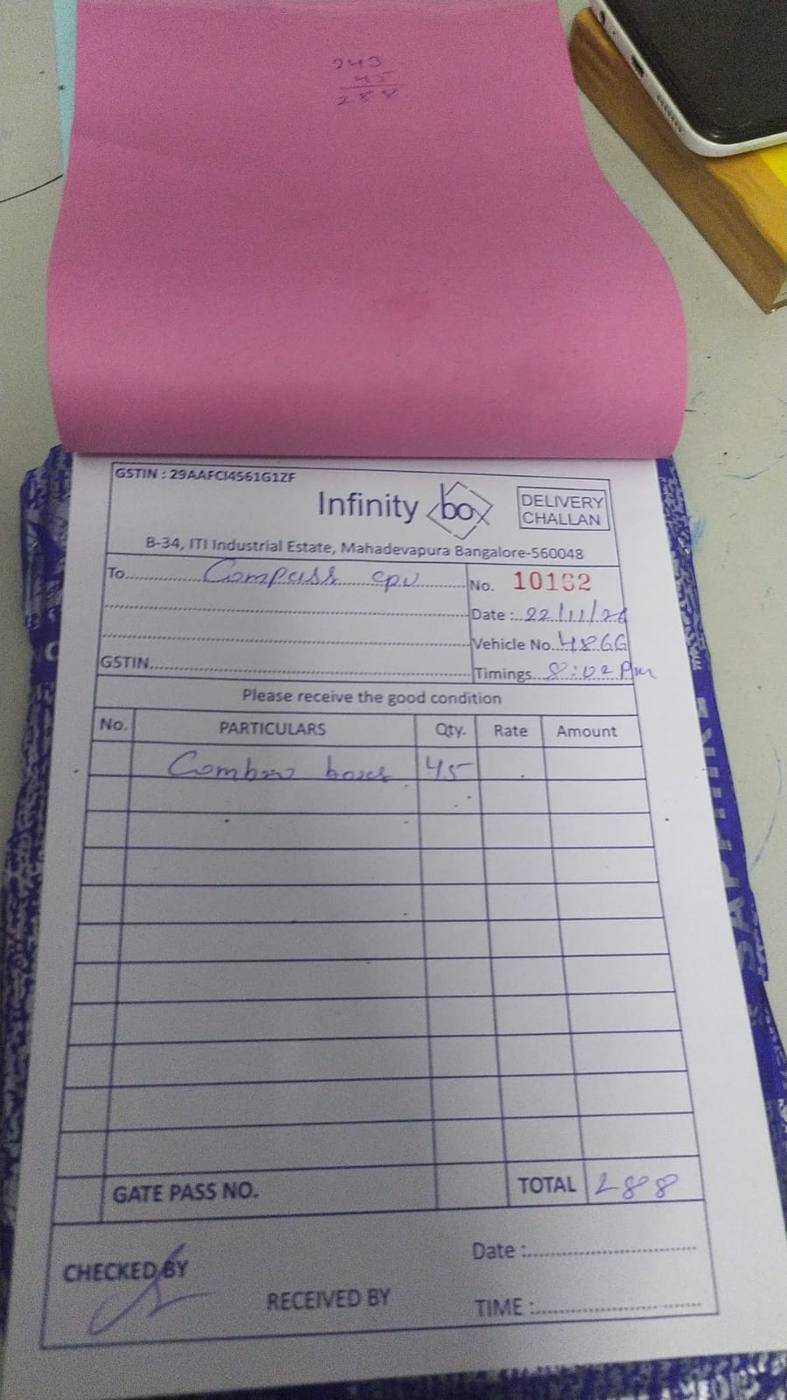 243
45
288
GSTIN : 29AAFCI4561G1ZF
Infinity box
DELIVERY
CHALLAN
B-34, ITI Industrial Estate, Mahadevapura Bangalore-560048
To Compass cpu
No. 10162
Date : 22/11/24
Vehicle No. 4866
GSTIN
Timings 8:02 Pm
Please receive the good condition
No. PARTICULARS Qty. Rate Amount
Combo boxes 45
GATE PASS NO. TOTAL 288
CHECKED BY
Date :
RECEIVED BY
TIME :